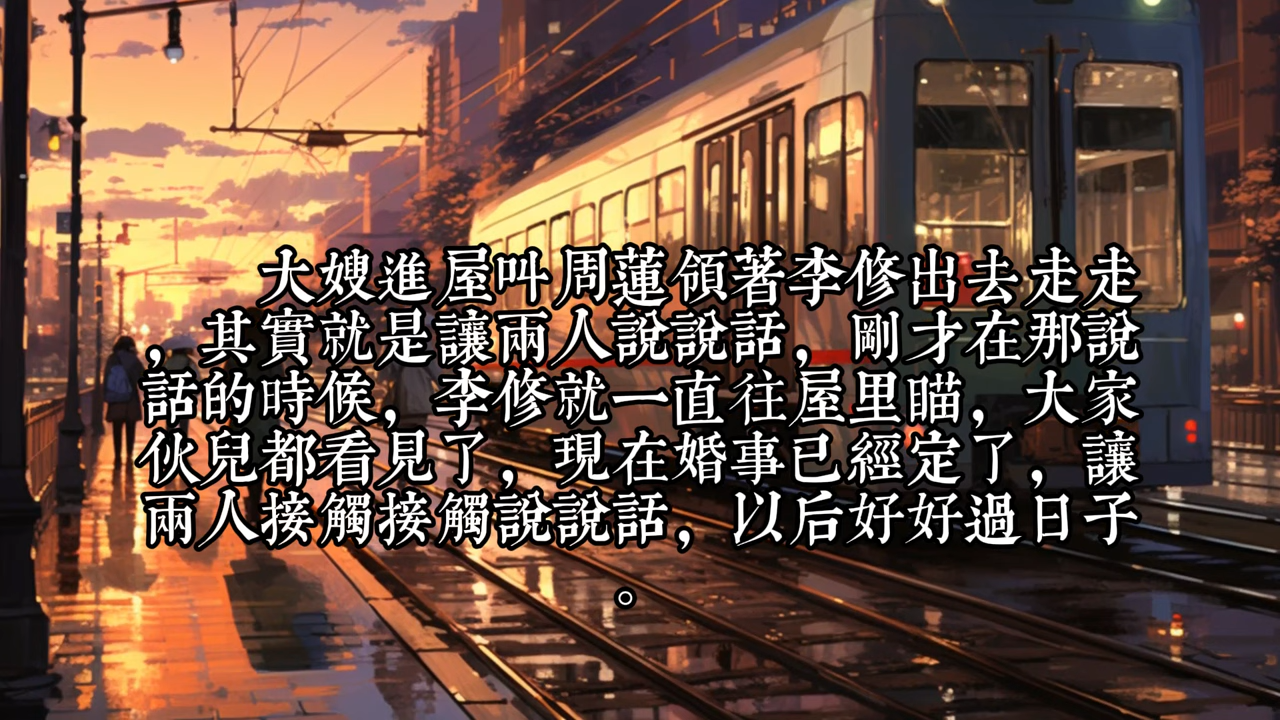 大嫂進屋叫周蓮領著李修出去走走
，其實就是讓兩人說說話，剛才在那說
話的時候，李修就一直往屋里瞄，大家
伙兒都看見了，現在婚事已經定了，讓
兩人接觸接觸說說話，以后好好過日子
。